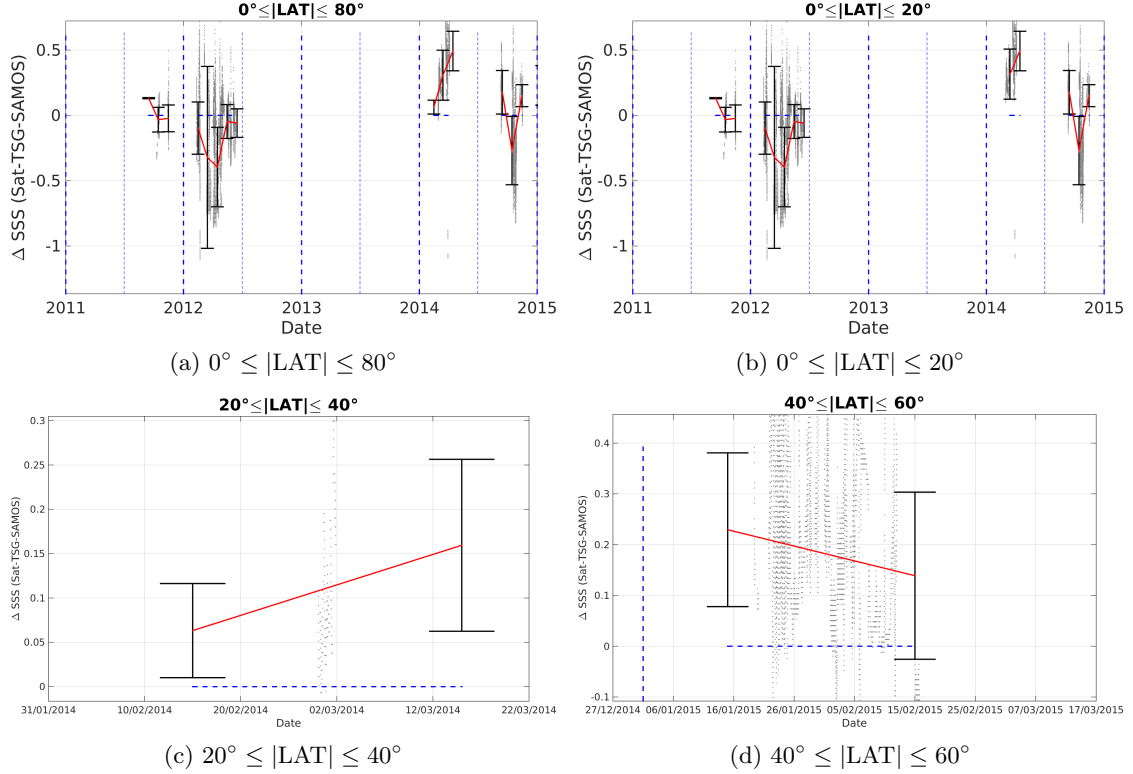 0°≤|LAT|≤ 80°
Δ SSS (Sat-TSG-SAMOS)
0.5
0
-0.5
-1
2011 2012 2013 2014 2015
Date
(a) 0° ≤ |LAT| ≤ 80°
0°≤|LAT|≤ 20°
Δ SSS (Sat-TSG-SAMOS)
0.5
0
-0.5
-1
2011 2012 2013 2014 2015
Date
(b) 0° ≤ |LAT| ≤ 20°
20°≤|LAT|≤ 40°
Δ SSS (Sat-TSG-SAMOS)
0.3
0.25
0.2
0.15
0.1
0.05
0
31/01/2014 10/02/2014 20/02/2014 02/03/2014 12/03/2014 22/03/2014
Date
(c) 20° ≤ |LAT| ≤ 40°
40°≤|LAT|≤ 60°
Δ SSS (Sat-TSG-SAMOS)
0.4
0.3
0.2
0.1
0
-0.1
27/12/2014 06/01/2015 16/01/2015 26/01/2015 05/02/2015 15/02/2015 25/02/2015 07/03/2015 17/03/2015
Date
(d) 40° ≤ |LAT| ≤ 60°